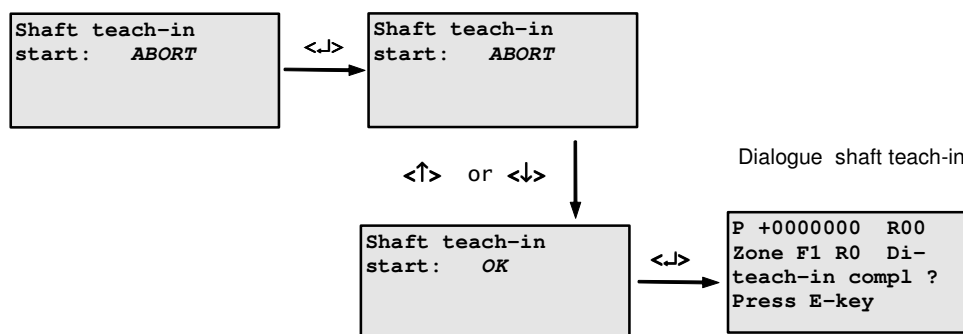 Shaft teach-in
start: ABORT
<↵>
Shaft teach-in
start: ABORT
<↑> or <↓>
Dialogue shaft teach-in
Shaft teach-in
start: OK
<↵>
P +0000000 R00
Zone F1 R0 Di-
teach-in compl ?
Press E-key